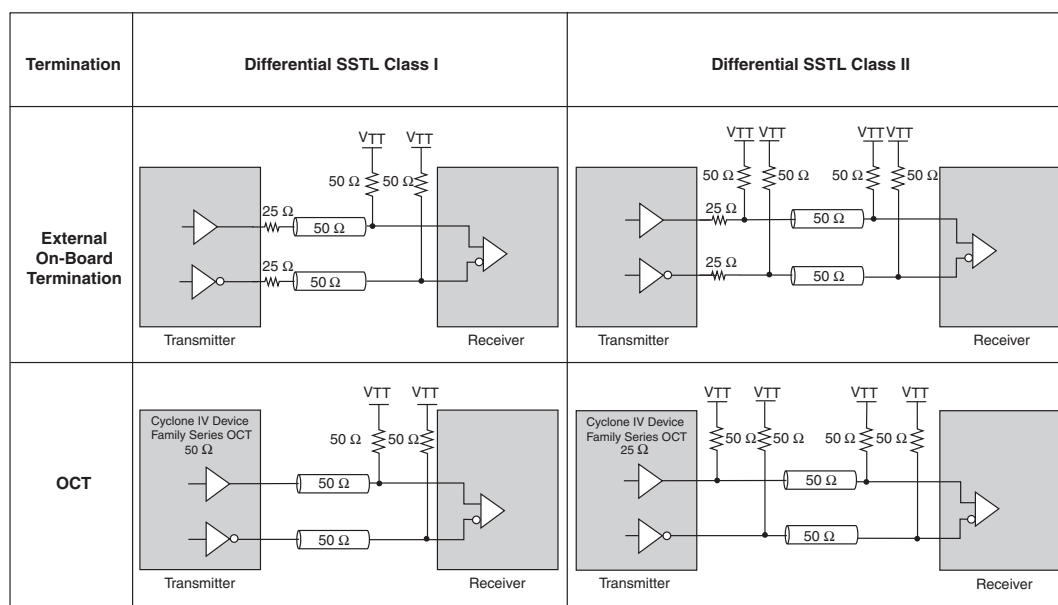 Termination
Differential SSTL Class I
Differential SSTL Class II
External
On-Board
Termination
VTT VTT
50 Ω 50 Ω
25 Ω
50 Ω
25 Ω
50 Ω
Transmitter
Receiver
VTT VTT VTT VTT
50 Ω 50 Ω 50 Ω 50 Ω
25 Ω
50 Ω
25 Ω
50 Ω
Transmitter
Receiver
OCT
Cyclone IV Device
Family Series OCT
50 Ω
VTT VTT
50 Ω 50 Ω
50 Ω
50 Ω
Transmitter
Receiver
Cyclone IV Device
Family Series OCT
25 Ω
VTT VTT VTT VTT
50 Ω 50 Ω 50 Ω 50 Ω
50 Ω
50 Ω
Transmitter
Receiver